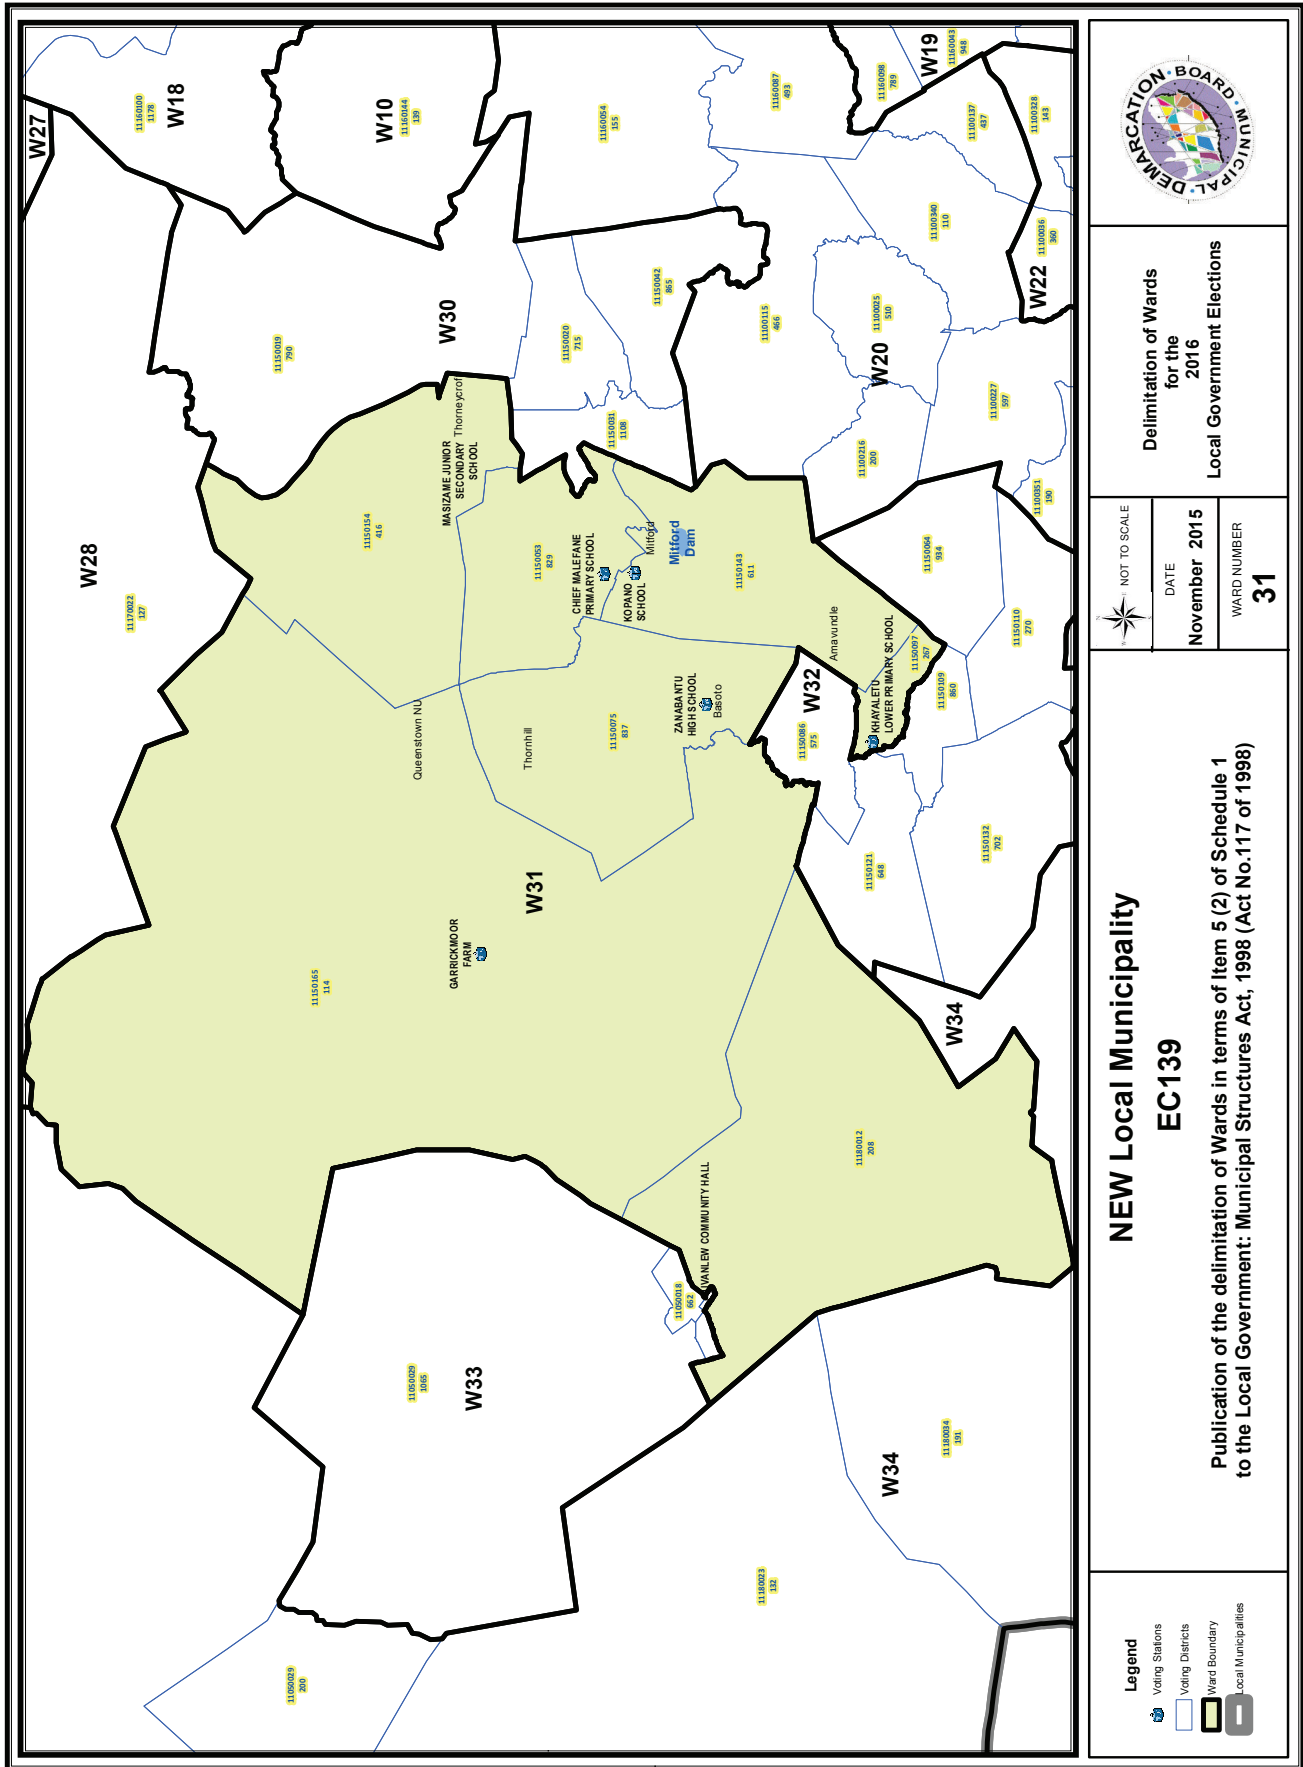 W27
W18
11160100
1178
W10
11160144
139
11160054
155
11160087
493
11160098
789
W19
11160043
948
11100137
437
11100328
143
W28
11170022
127
11150019
790
W30
11150020
715
11150042
865
11150031
1108
11100115
466
11100340
110
11100036
360
W22
11100025
510
W20
11100216
200
11100227
597
11100351
190
11150154
416
MASIZAME JUNIOR
SECONDARY
SCHOOL
Thorneycroft
11150053
829
CHIEF MALEFANE
PRIMARY SCHOOL
KOPANO
SCHOOL
Mitford
Mitford
Dam
11150143
611
11150064
934
11150110
270
Queenstown NU
Thornhill
11150075
837
ZANABANTU
HIGH SCHOOL
Basoto
Amavundle
W32
11150086
575
KHAYALETU
LOWER PRIMARY SCHOOL
11150097
267
11150109
860
11150132
702
11150121
648
W31
GARRICKMOOR
FARM
11150165
114
W34
11180012
208
IVANLEW COMMUNITY HALL
11050018
662
11050029
1065
W33
11180034
191
W34
11180023
132
11050029
200
Legend
Voting Stations
Voting Districts
Ward Boundary
Local Municipalities
NEW Local Municipality
EC139
Publication of the delimitation of Wards in terms of Item 5 (2) of Schedule 1
to the Local Government: Municipal Structures Act, 1998 (Act No.117 of 1998)
NOT TO SCALE
DATE
November 2015
WARD NUMBER
31
Delimitation of Wards
for the
2016
Local Government Elections
MUNICIPAL • DEMARCATION • BOARD •